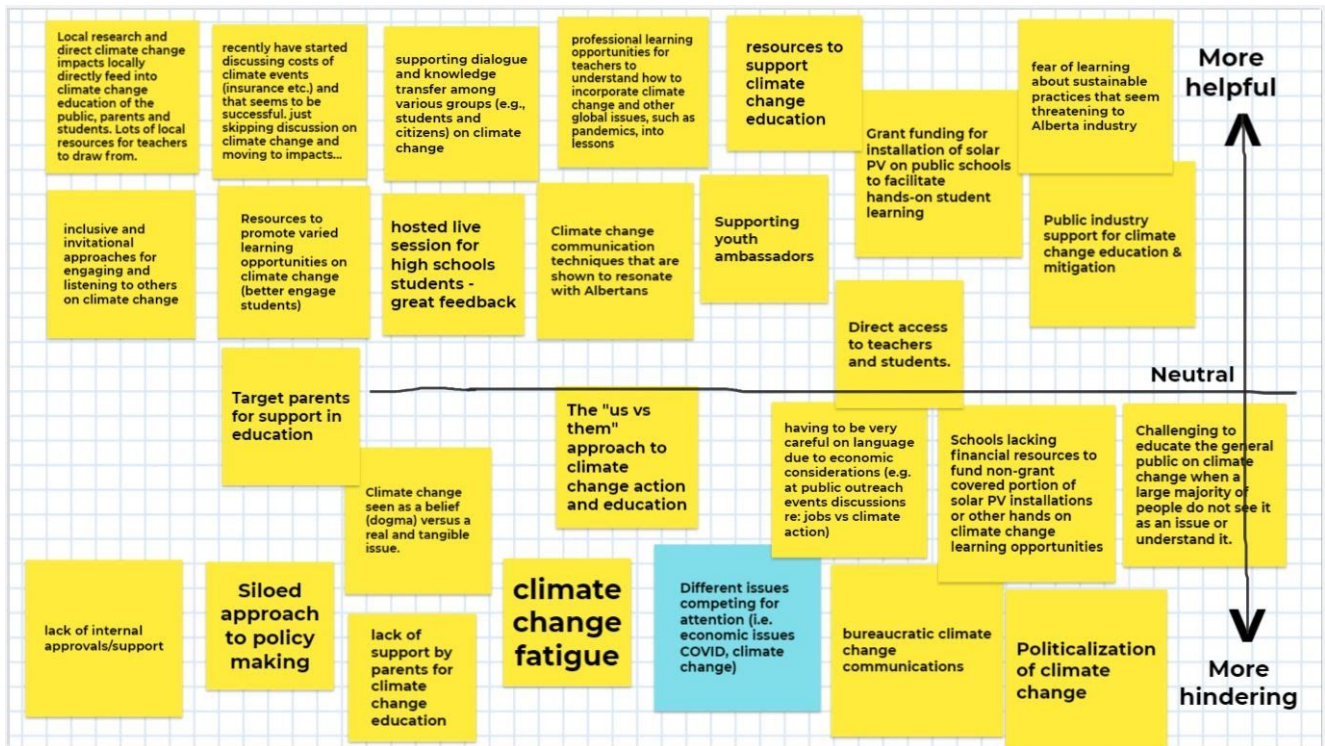 Local research and
direct climate change
impacts locally
directly feed into
climate change
education of the
public, parents and
students. Lots of local
resources for teachers
to draw from.
recently have started
discussing costs of
climate events
(insurance etc.) and
that seems to be
successful. just
skipping discussion on
climate change and
moving to impacts...
supporting dialogue
and knowledge
transfer among
various groups (e.g.,
students and
citizens) on climate
change
professional learning
opportunities for
teachers to
understand how to
incorporate climate
change and other
global issues, such as
pandemics, into
lessons
resources to
support
climate
change
education
Grant funding for
installation of solar
PV on public schools
to facilitate
hands-on student
learning
fear of learning
about sustainable
practices that seem
threatening to
Alberta industry
More
helpful
inclusive and
invitational
approaches for
engaging and
listening to others
on climate change
Resources to
promote varied
learning
opportunities on
climate change
(better engage
students)
hosted live
session for
high schools
students -
great feedback
Climate change
communication
techniques that are
shown to resonate
with Albertans
Supporting
youth
ambassadors
Public industry
support for climate
change education &
mitigation
Direct access
to teachers
and students.
Neutral
Target parents
for support in
education
The "us vs
them"
approach to
climate
change action
and education
having to be very
careful on language
due to economic
considerations (e.g.
at public outreach
events discussions
re: jobs vs climate
action)
Schools lacking
financial resources to
fund non-grant
covered portion of
solar PV installations
or other hands on
climate change
learning opportunities
Challenging to
educate the general
public on climate
change when a
large majority of
people do not see it
as an issue or
understand it.
Climate change
seen as a belief
(dogma) versus a
real and tangible
issue.
lack of internal
approvals/support
Siloed
approach
to policy
making
lack of
support by
parents for
climate
change
education
climate
change
fatigue
Different issues
competing for
attention (i.e.
economic issues
COVID, climate
change)
bureaucratic climate
change
communications
Politicalization
of climate
change
More
hindering